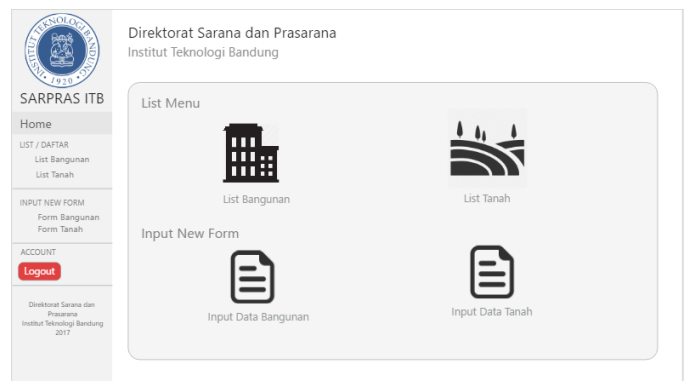 INSTITUT TEKNOLOGI BANDUNG
1920
SARPRAS ITB
Home
LIST / DAFTAR
List Bangunan
List Tanah
INPUT NEW FORM
Form Bangunan
Form Tanah
ACCOUNT
Logout
Direktorat Sarana dan
Prasarana
Institut Teknologi Bandung
2017
Direktorat Sarana dan Prasarana
Institut Teknologi Bandung
List Menu
List Bangunan
List Tanah
Input New Form
Input Data Bangunan
Input Data Tanah